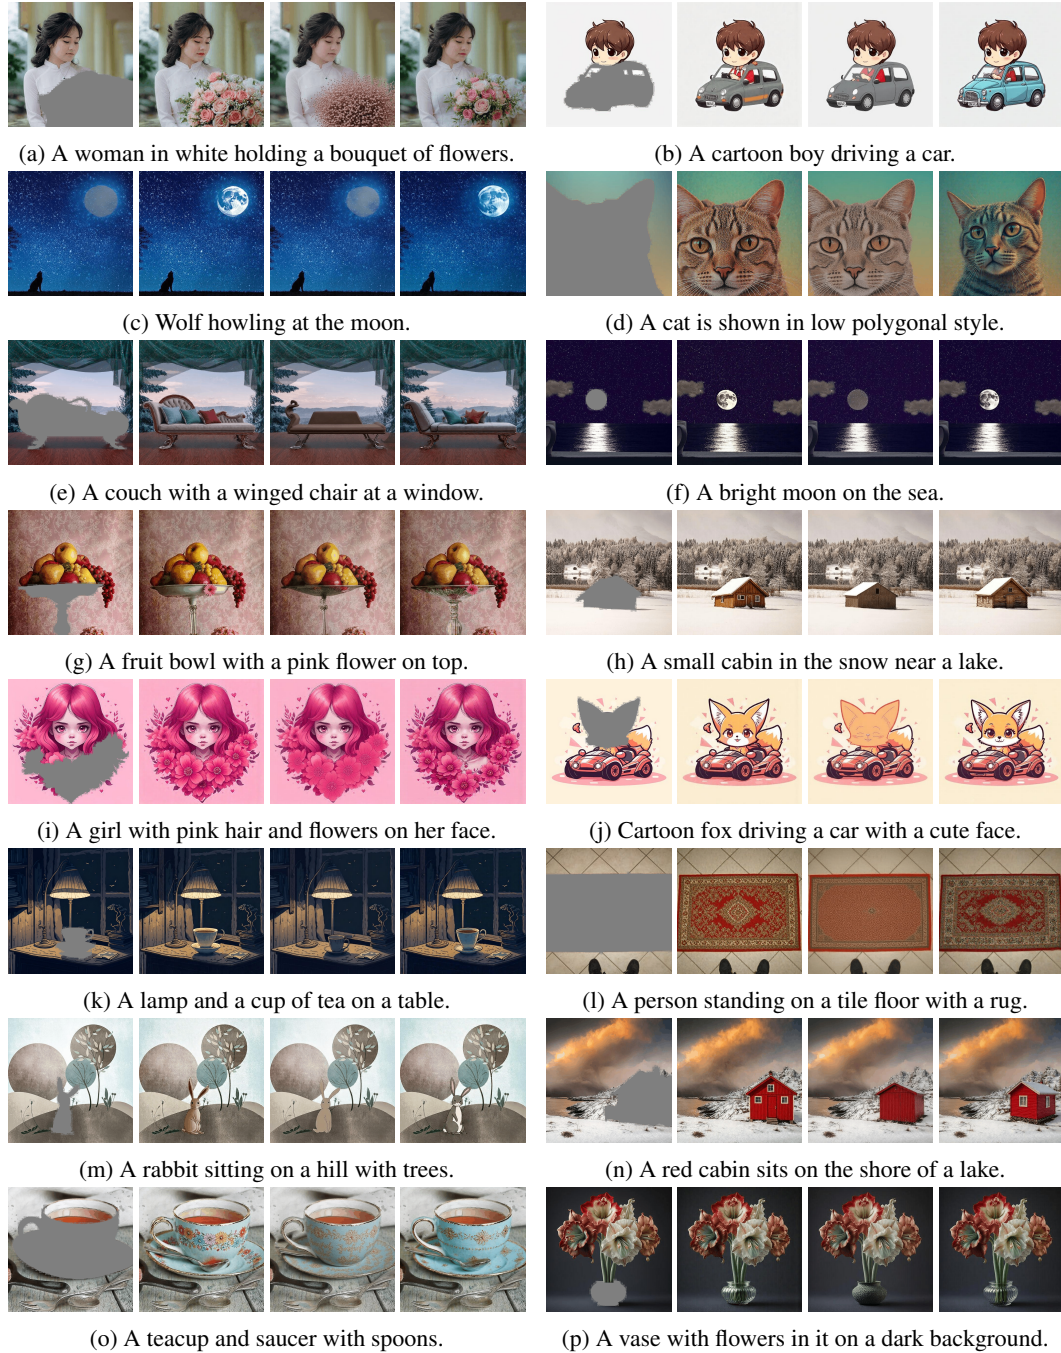 (a) A woman in white holding a bouquet of flowers.
(b) A cartoon boy driving a car.
(c) Wolf howling at the moon.
(d) A cat is shown in low polygonal style.
(e) A couch with a winged chair at a window.
(f) A bright moon on the sea.
(g) A fruit bowl with a pink flower on top.
(h) A small cabin in the snow near a lake.
(i) A girl with pink hair and flowers on her face.
(j) Cartoon fox driving a car with a cute face.
(k) A lamp and a cup of tea on a table.
(l) A person standing on a tile floor with a rug.
(m) A rabbit sitting on a hill with trees.
(n) A red cabin sits on the shore of a lake.
(o) A teacup and saucer with spoons.
(p) A vase with flowers in it on a dark background.